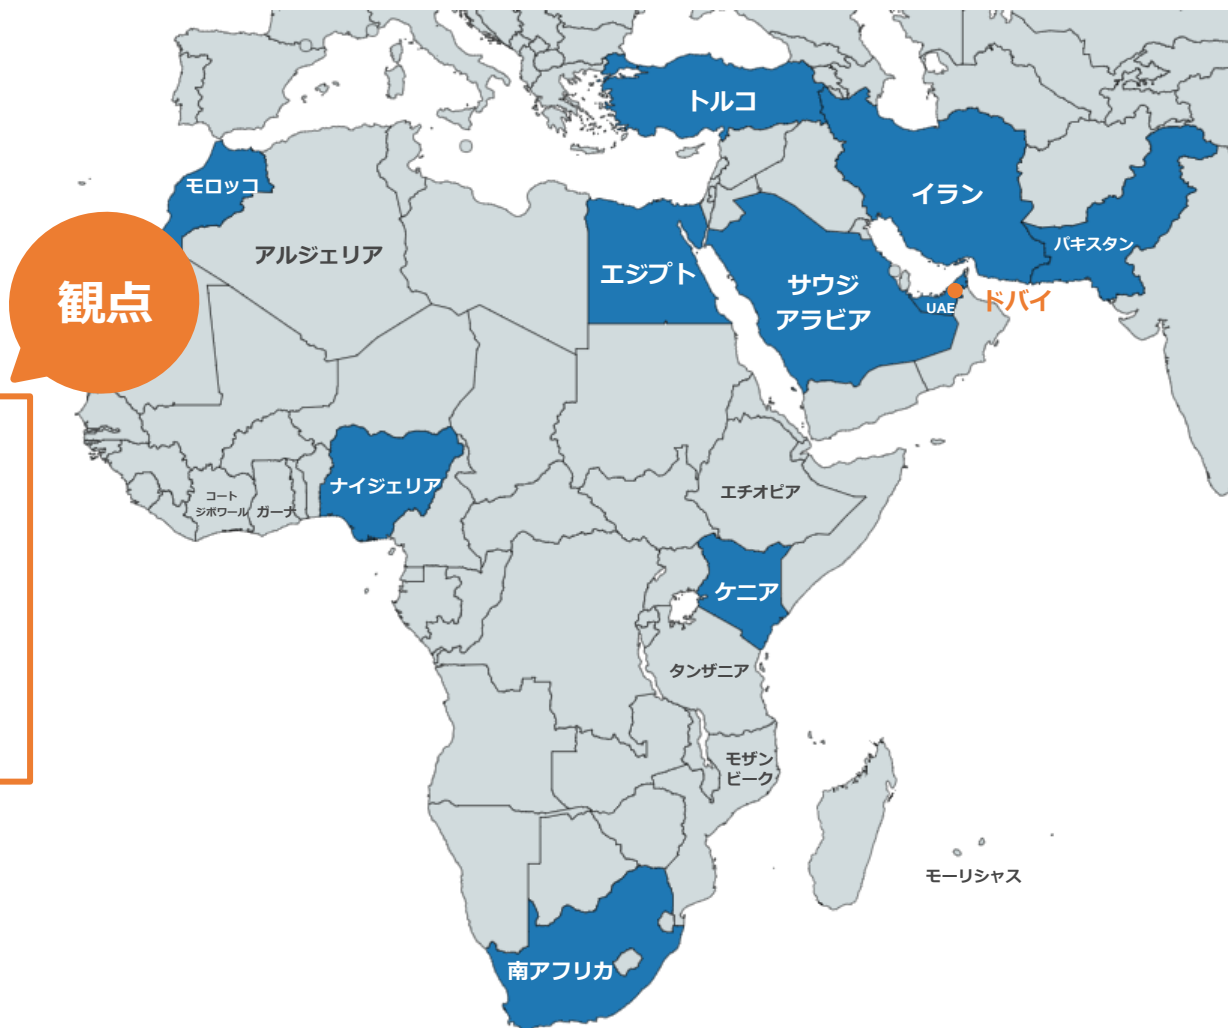 トルコ
モロッコ
イラン
アルジェリア
パキスタン
エジプト
サウジ
アラビア
観点
UAE
ドバイ
ナイジェリア
エチオピア
コート
ジボワール
ガーナ
ケニア
タンザニア
モザン
ビーク
モーリシャス
南アフリカ